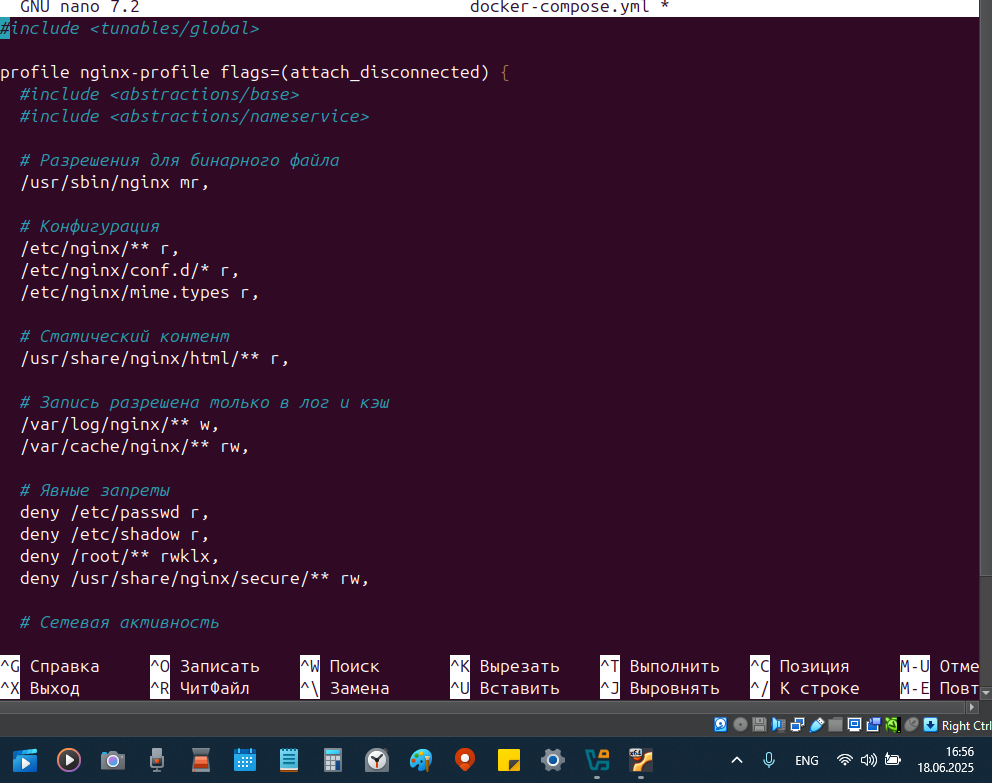 GNU nano 7.2 docker-compose.yml *
#include <tunables/global>
profile nginx-profile flags=(attach_disconnected) {
#include <abstractions/base>
#include <abstractions/nameservice>
# Разрешения для бинарного файла
/usr/sbin/nginx mr,
# Конфигурация
/etc/nginx/** r,
/etc/nginx/conf.d/* r,
/etc/nginx/mime.types r,
# Статический контент
/usr/share/nginx/html/** r,
# Запись разрешена только в лог и кэш
/var/log/nginx/** w,
/var/cache/nginx/** rw,
# Явные запреты
deny /etc/passwd r,
deny /etc/shadow r,
deny /root/** rwklx,
deny /usr/share/nginx/secure/** rw,
# Сетевая активность
^G Справка ^O Записать ^W Поиск ^K Вырезать ^T Выполнить ^C Позиция M-U Отме
^X Выход ^R ЧитФайл ^\ Замена ^U Вставить ^J Выровнять ^/ К строке M-E Повт
Right Ctrl
ENG 16:56
18.06.2025